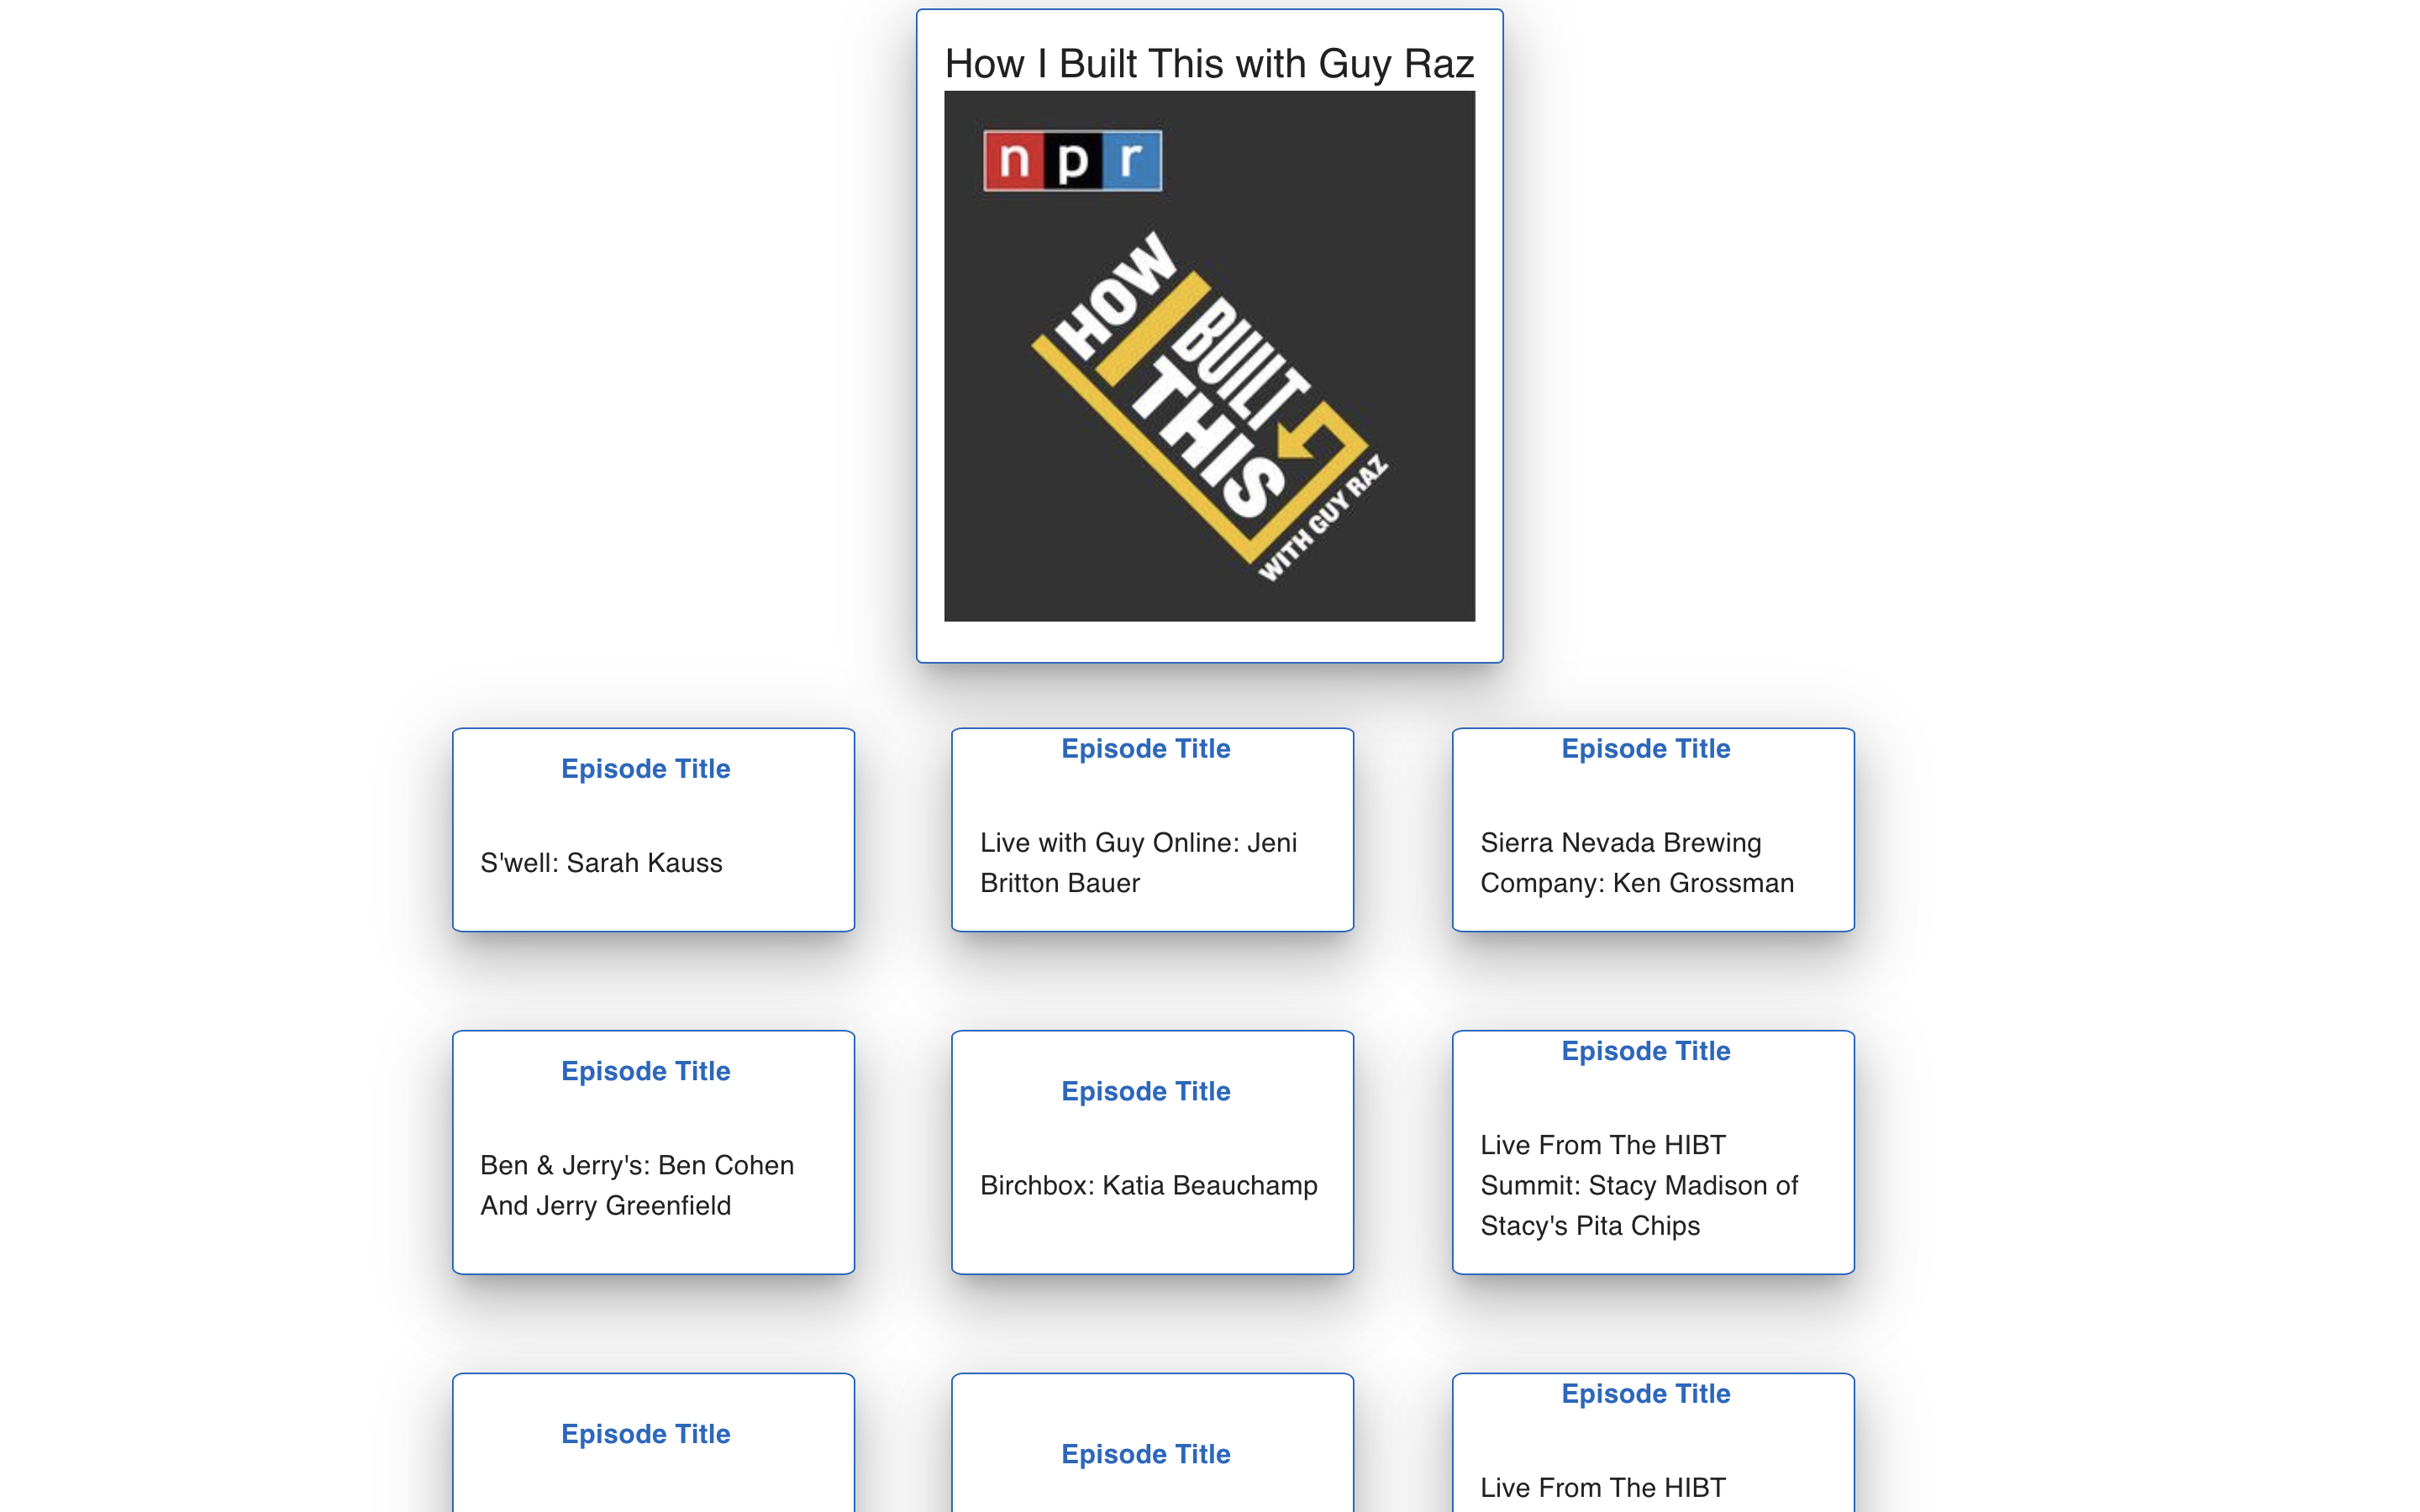 How I Built This with Guy Raz
npr
HOW
I BUILT
THIS
WITH GUY RAZ
Episode Title
S'well: Sarah Kauss
Episode Title
Live with Guy Online: Jeni
Britton Bauer
Episode Title
Sierra Nevada Brewing
Company: Ken Grossman
Episode Title
Ben & Jerry's: Ben Cohen
And Jerry Greenfield
Episode Title
Birchbox: Katia Beauchamp
Episode Title
Live From The HIBT
Summit: Stacy Madison of
Stacy's Pita Chips
Episode Title
Episode Title
Episode Title
Live From The HIBT